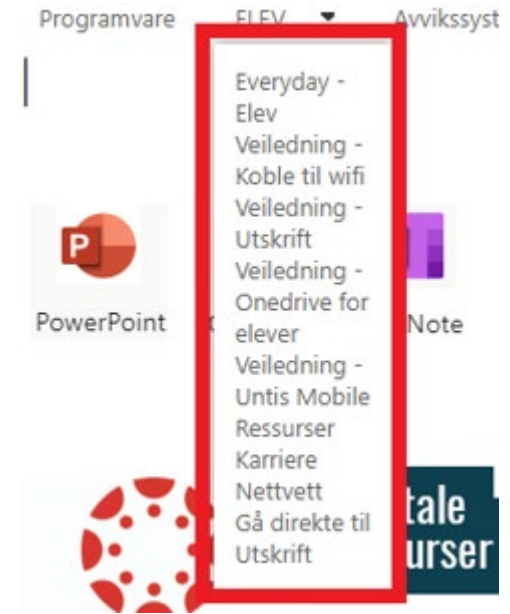 Programvare ELEV Avvikssyst
Everyday -
Elev
Veiledning -
Koble til wifi
Veiledning -
Utskrift
Veiledning -
Onedrive for
elever
Veiledning -
Untis Mobile
Ressurser
Karriere
Nettvett
Gå direkte til
Utskrift
P
PowerPoint
Note
tale
urser